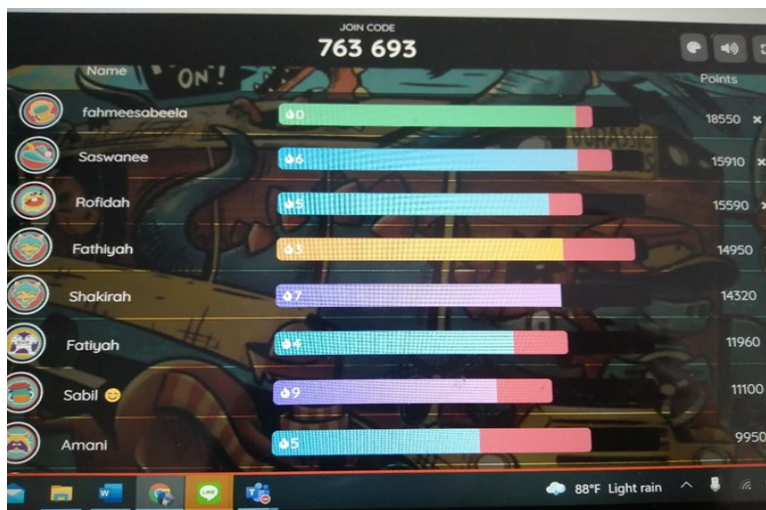 JOIN CODE
763 693
Name Points
ON!
fahmeesabeela 0 18550
Saswanee 6 15910
Rofidah 5 15590
Fathiyah 3 14950
Shakirah 7 14320
Fatiyah 4 11960
Sabil 😊 9 11100
Amani 5 9950
88°F Light rain